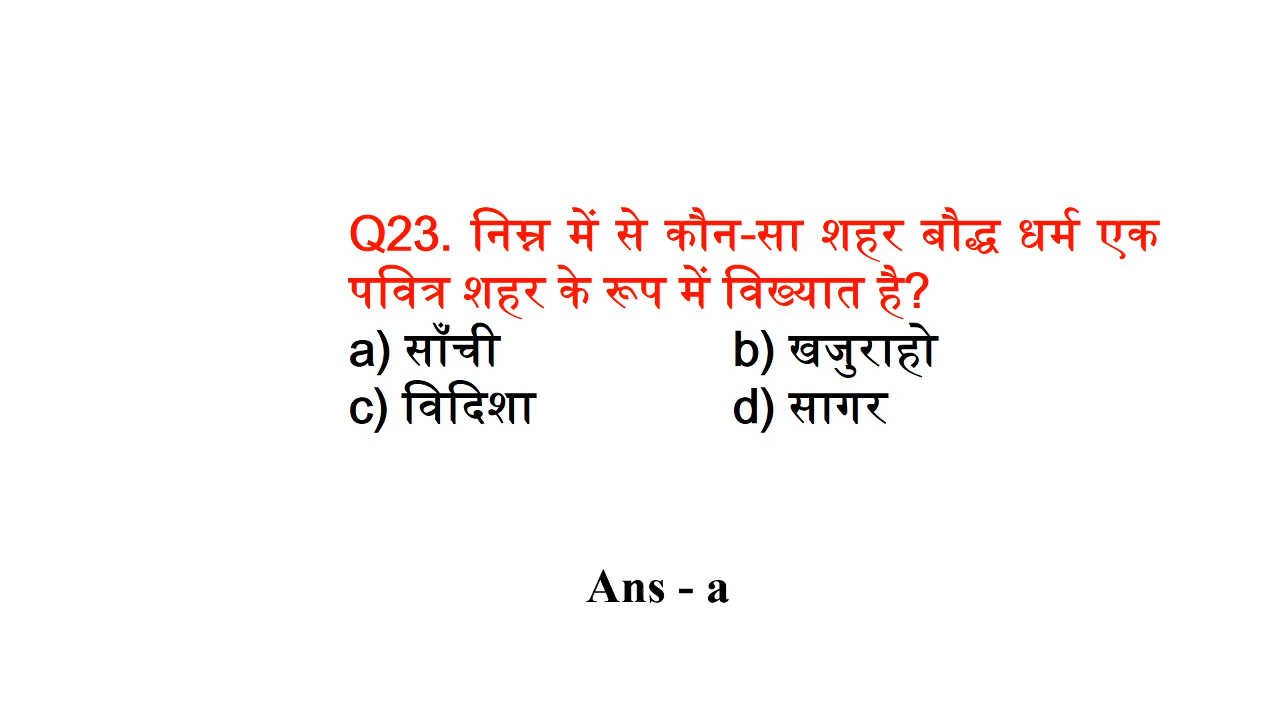 Q23. निम्न में से कौन-सा शहर बौद्ध धर्म एक
पवित्र शहर के रूप में विख्यात है?
a) साँची b) खजुराहो
c) विदिशा d) सागर
Ans - a